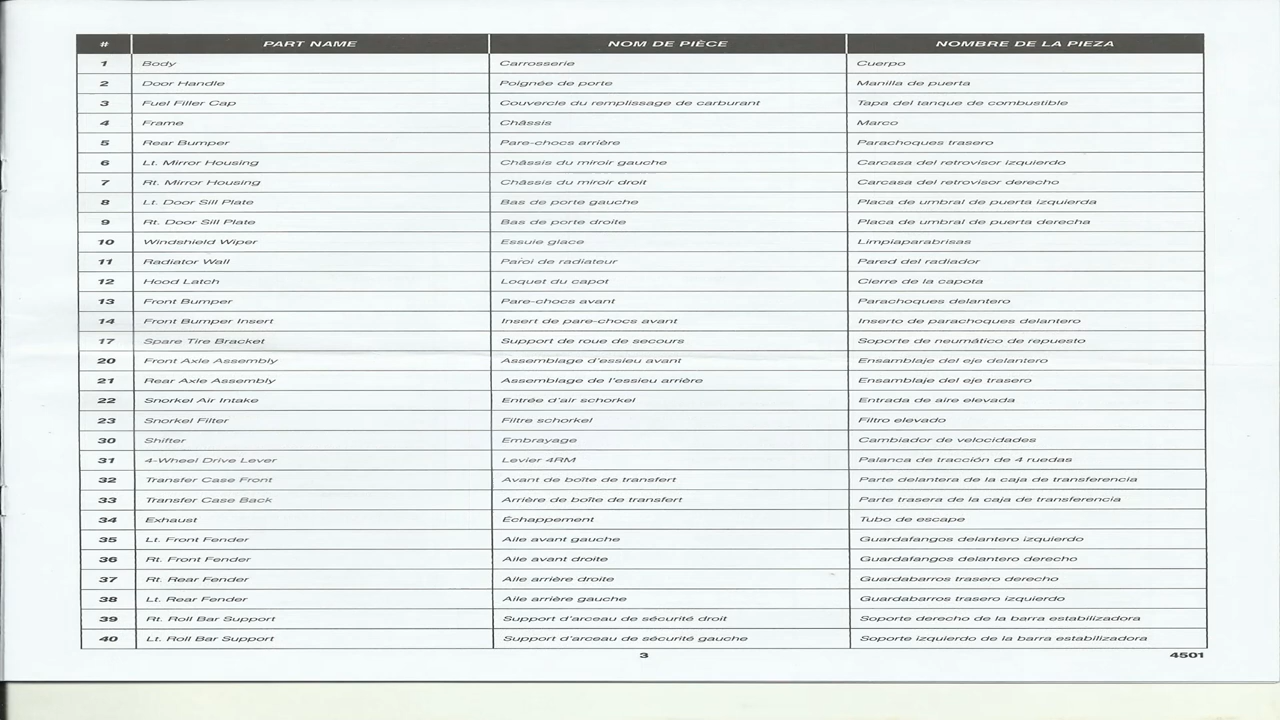 # PART NAME NOM DE PIÈCE NOMBRE DE LA PIEZA
1 Body Carrosserie Cuerpo
2 Door Handle Poignée de porte Manilla de puerta
3 Fuel Filler Cap Couvercle du remplissage de carburant Tapa del tanque de combustible
4 Frame Châssis Marco
5 Rear Bumper Pare-chocs arrière Parachoques trasero
6 Lt. Mirror Housing Châssis du miroir gauche Carcasa del retrovisor izquierdo
7 Rt. Mirror Housing Châssis du miroir droit Carcasa del retrovisor derecho
8 Lt. Door Sill Plate Bas de porte gauche Placa de umbral de puerta izquierda
9 Rt. Door Sill Plate Bas de porte droite Placa de umbral de puerta derecha
10 Windshield Wiper Essuie glace Limpiaparabrisas
11 Radiator Wall Paroi de radiateur Pared del radiador
12 Hood Latch Loquet du capot Cierre de la capota
13 Front Bumper Pare-chocs avant Parachoques delantero
14 Front Bumper Insert Insert de pare-chocs avant Inserto de parachoques delantero
17 Spare Tire Bracket Support de roue de secours Soporte de neumático de repuesto
20 Front Axle Assembly Assemblage d'essieu avant Ensamblaje del eje delantero
21 Rear Axle Assembly Assemblage de l'essieu arrière Ensamblaje del eje trasero
22 Snorkel Air Intake Entrée d'air schorkel Entrada de aire elevada
23 Snorkel Filter Filtre schorkel Filtro elevado
30 Shifter Embrayage Cambiador de velocidades
31 4-Wheel Drive Lever Levier 4RM Palanca de tracción de 4 ruedas
32 Transfer Case Front Avant de boîte de transfert Parte delantera de la caja de transferencia
33 Transfer Case Back Arrière de boîte de transfert Parte trasera de la caja de transferencia
34 Exhaust Échappement Tubo de escape
35 Lt. Front Fender Aile avant gauche Guardafangos delantero izquierdo
36 Rt. Front Fender Aile avant droite Guardafangos delantero derecho
37 Rt. Rear Fender Aile arrière droite Guardabarros trasero derecho
38 Lt. Rear Fender Aile arrière gauche Guardabarros trasero izquierdo
39 Rt. Roll Bar Support Support d'arceau de sécurité droit Soporte derecho de la barra estabilizadora
40 Lt. Roll Bar Support Support d'arceau de sécurité gauche Soporte izquierdo de la barra estabilizadora
3 4501